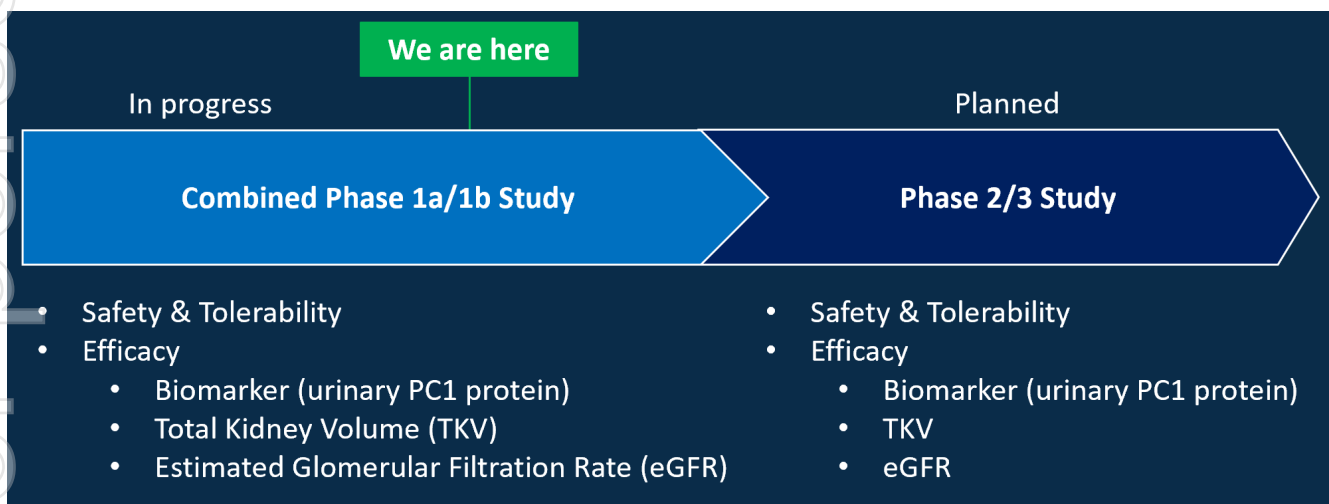 We are here
In progress
Planned
Combined Phase 1a/1b Study
Phase 2/3 Study
• Safety & Tolerability
• Efficacy
• Biomarker (urinary PC1 protein)
• Total Kidney Volume (TKV)
• Estimated Glomerular Filtration Rate (eGFR)
• Safety & Tolerability
• Efficacy
• Biomarker (urinary PC1 protein)
• TKV
• eGFR